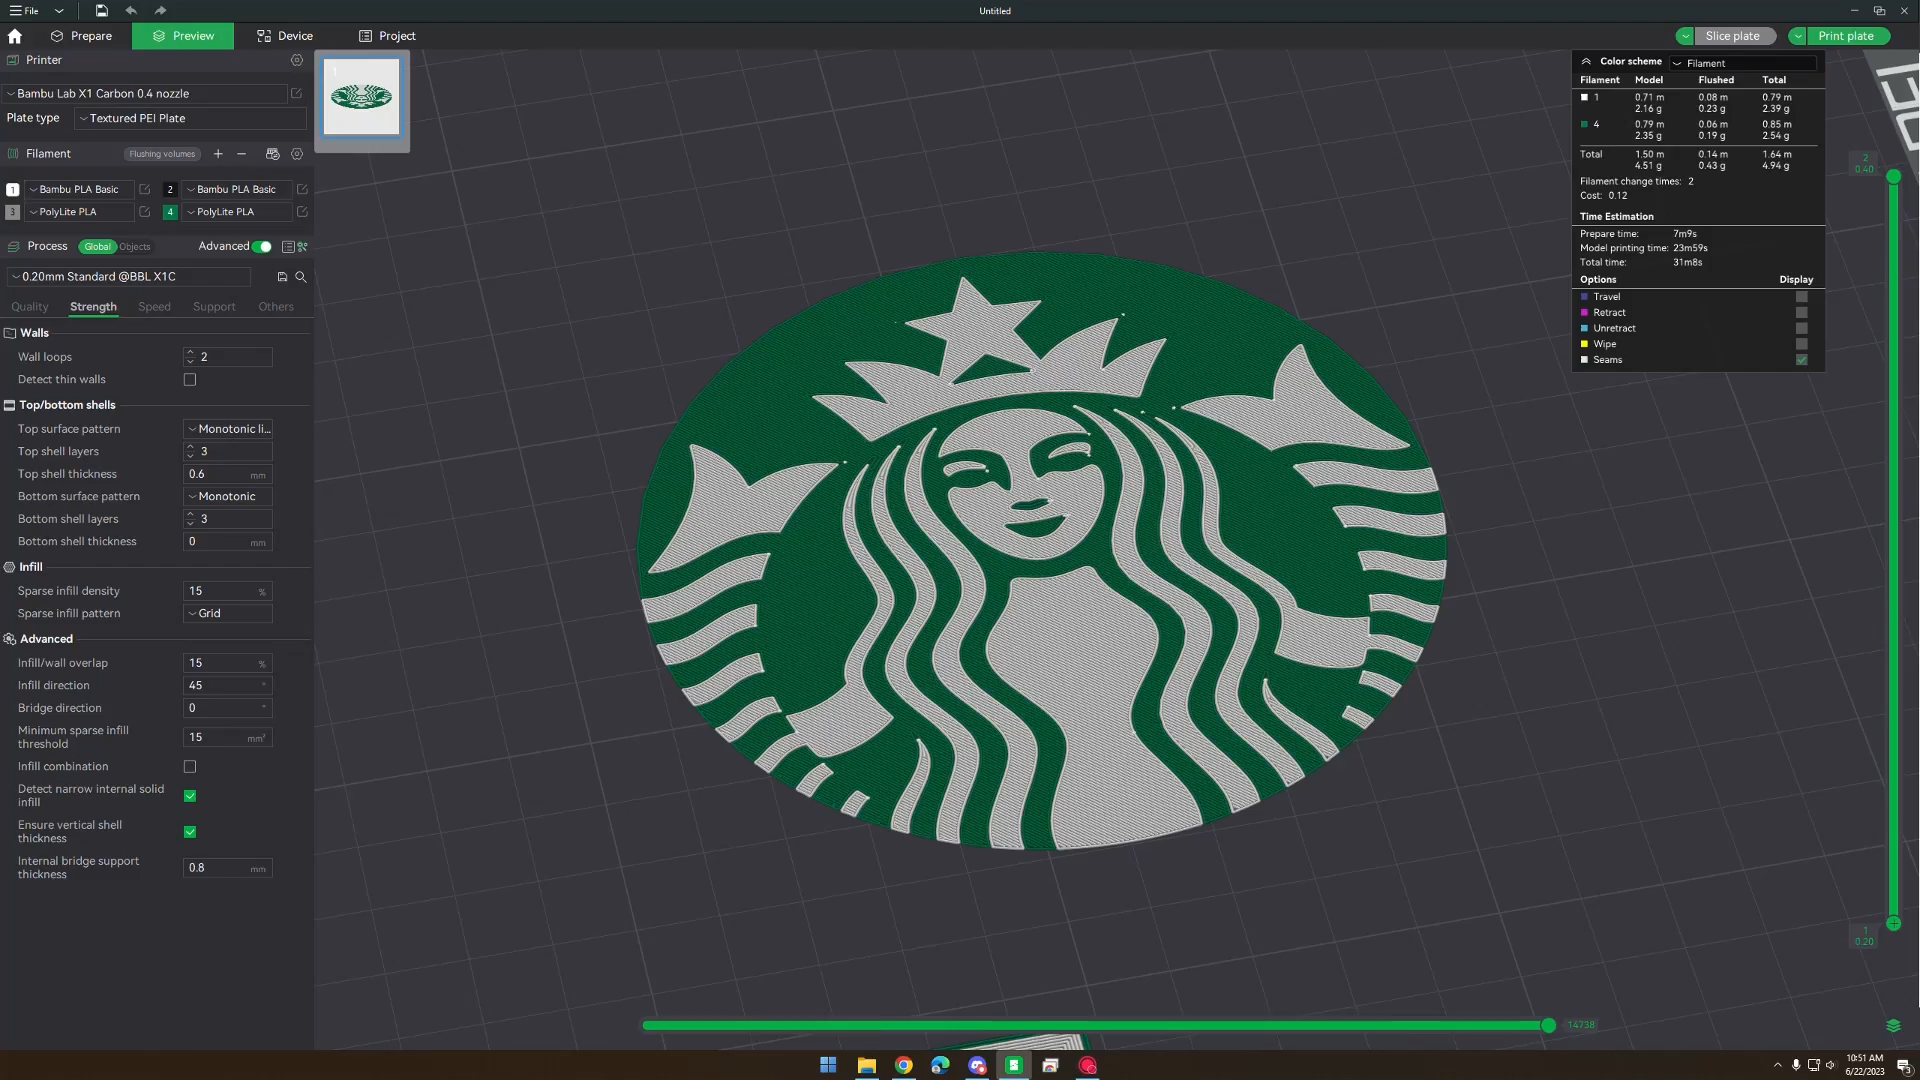 File
Untitled
Prepare
Preview
Device
Project
Slice plate
Print plate
Printer
Bambu Lab X1 Carbon 0.4 nozzle
Plate type
Textured PEI Plate
Filament
Flushing volumes
1 Bambu PLA Basic
2 Bambu PLA Basic
3 PolyLite PLA
4 PolyLite PLA
Process
Global Objects
Advanced
0.20mm Standard @BBL X1C
Quality Strength Speed Support Others
Walls
Wall loops 2
Detect thin walls
Top/bottom shells
Top surface pattern Monotonic li...
Top shell layers 3
Top shell thickness 0.6 mm
Bottom surface pattern Monotonic
Bottom shell layers 3
Bottom shell thickness 0 mm
Infill
Sparse infill density 15 %
Sparse infill pattern Grid
Advanced
Infill/wall overlap 15 %
Infill direction 45 °
Bridge direction 0 °
Minimum sparse infill
threshold 15 mm²
Infill combination
Detect narrow internal solid
infill
Ensure vertical shell
thickness
Internal bridge support
thickness 0.8 mm
1
Color scheme Filament
Filament Model Flushed Total
1 0.71 m 0.08 m 0.79 m
2.16 g 0.23 g 2.39 g
4 0.79 m 0.06 m 0.85 m
2.35 g 0.19 g 2.54 g
Total 1.50 m 0.14 m 1.64 m
4.51 g 0.43 g 4.94 g
Filament change times: 2
Cost: 0.12
Time Estimation
Prepare time: 7m9s
Model printing time: 23m59s
Total time: 31m8s
Options Display
Travel
Retract
Unretract
Wipe
Seams
2
0.40
1
0.20
14738
10:51 AM
6/22/2023
3